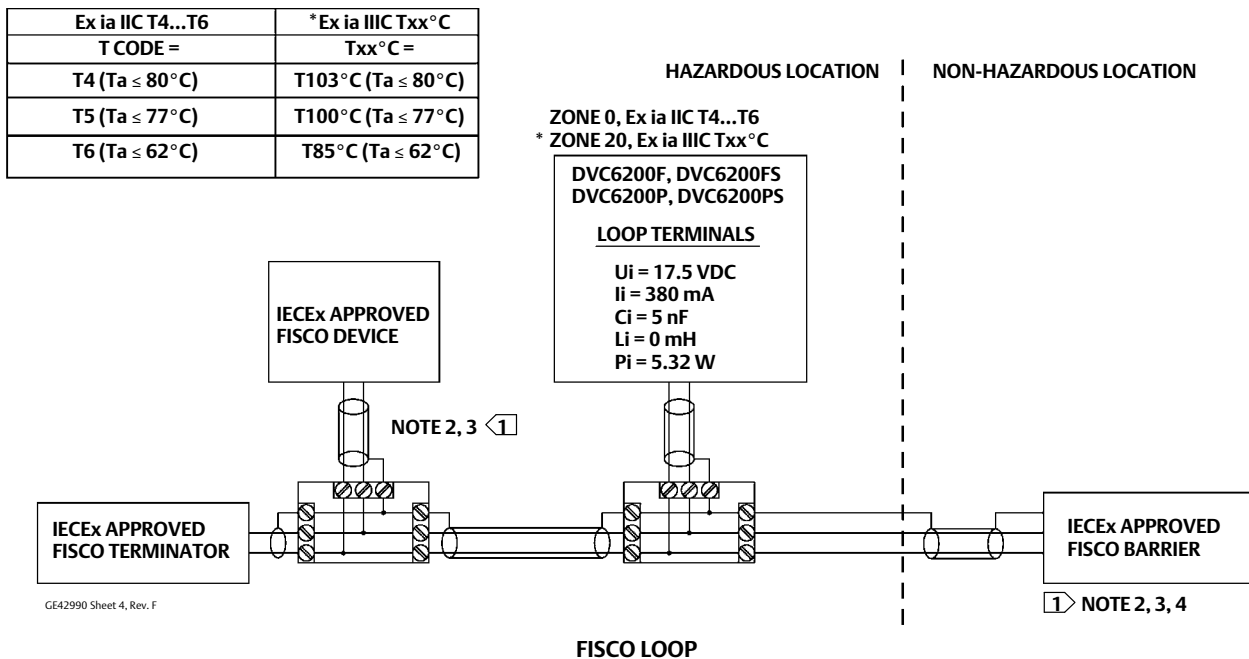 Ex ia IIC T4...T6 *Ex ia IIIC Txx°C
T CODE = Txx°C =
T4 (Ta ≤ 80°C) T103°C (Ta ≤ 80°C)
T5 (Ta ≤ 77°C) T100°C (Ta ≤ 77°C)
T6 (Ta ≤ 62°C) T85°C (Ta ≤ 62°C)
HAZARDOUS LOCATION
NON-HAZARDOUS LOCATION
ZONE 0, Ex ia IIC T4...T6
* ZONE 20, Ex ia IIIC Txx°C
DVC6200F, DVC6200FS
DVC6200P, DVC6200PS
LOOP TERMINALS
Ui = 17.5 VDC
Ii = 380 mA
Ci = 5 nF
Li = 0 mH
Pi = 5.32 W
IECEx APPROVED
FISCO DEVICE
NOTE 2, 3 1
IECEx APPROVED
FISCO TERMINATOR
IECEx APPROVED
FISCO BARRIER
1 NOTE 2, 3, 4
GE42990 Sheet 4, Rev. F
FISCO LOOP